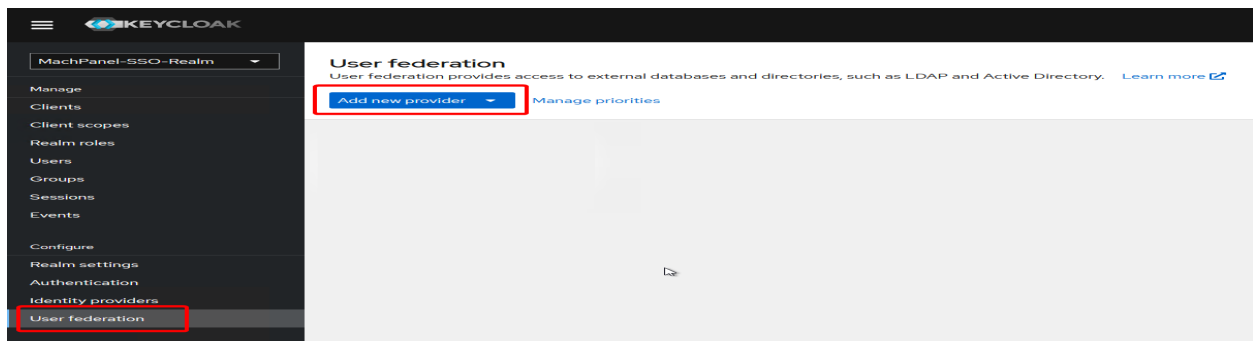 KEYCLOAK
MachPanel-SSO-Realm
Manage
Clients
Client scopes
Realm roles
Users
Groups
Sessions
Events
Configure
Realm settings
Authentication
Identity providers
User federation
User federation
User federation provides access to external databases and directories, such as LDAP and Active Directory. Learn more
Add new provider Manage priorities